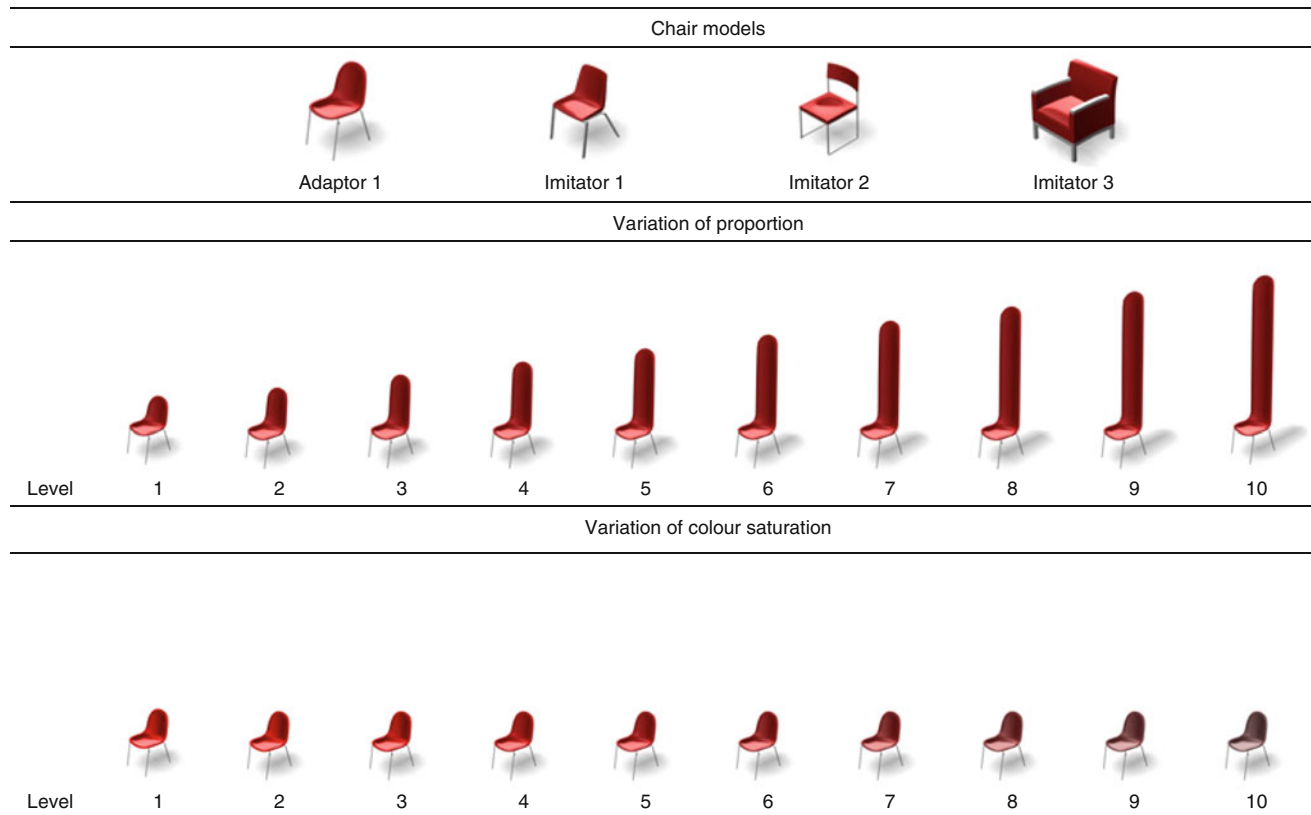 Chair models
Adaptor 1 Imitator 1 Imitator 2 Imitator 3
Variation of proportion
Level 1 2 3 4 5 6 7 8 9 10
Variation of colour saturation
Level 1 2 3 4 5 6 7 8 9 10